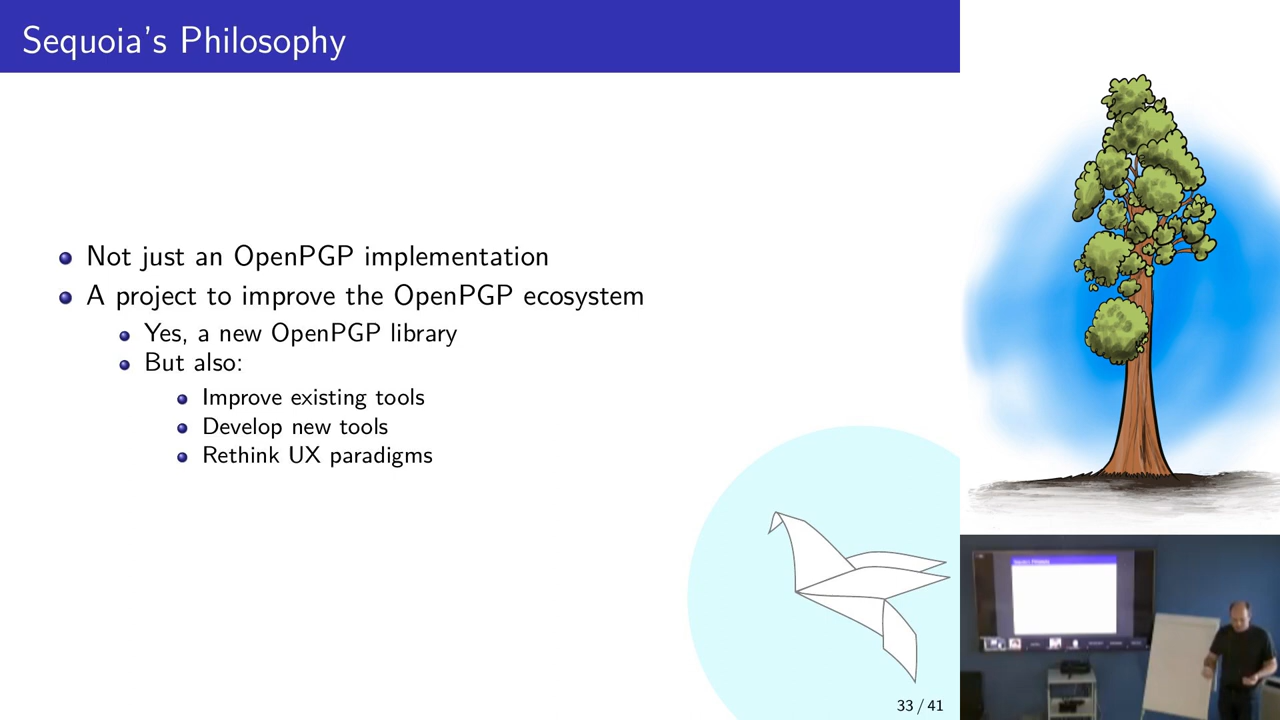 Sequoia's Philosophy
Not just an OpenPGP implementation
A project to improve the OpenPGP ecosystem
Yes, a new OpenPGP library
But also:
Improve existing tools
Develop new tools
Rethink UX paradigms
33 / 41